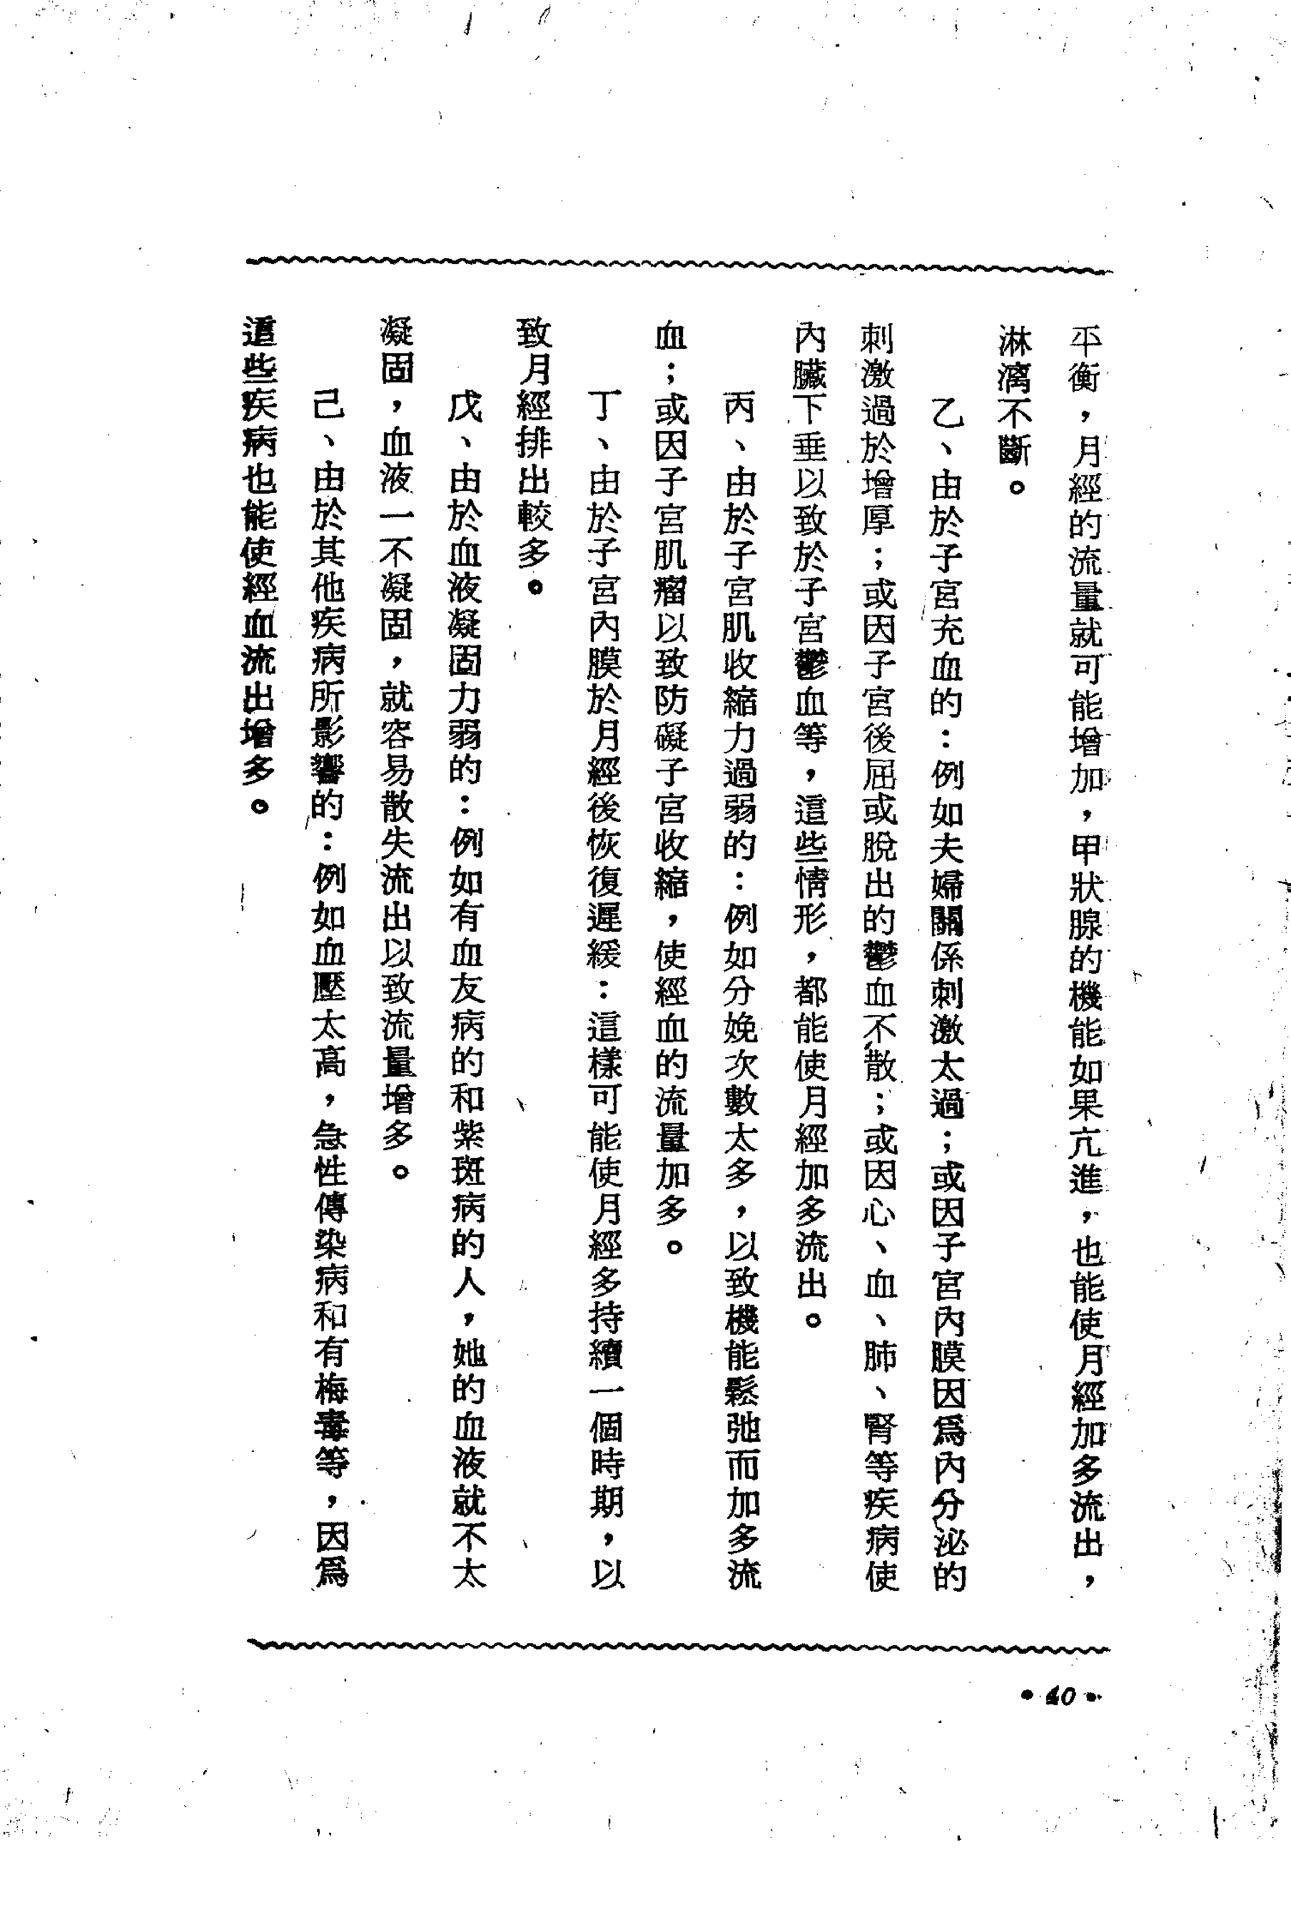 平衡，月經的流量就可能增加，甲狀腺的機能如果亢進，也能使月經加多流出，
淋漓不斷。
乙、由於子宮充血的：例如夫婦關係刺激太過；或因子宮內膜因爲內分泌的
刺激過於增厚；或因子宮後屈或脫出的鬱血不散；或因心、血、肺、腎等疾病使
內臟下垂以致於子宮鬱血等，這些情形，都能使月經加多流出。
丙、由於子宮肌收縮力過弱的：例如分娩次數太多，以致機能鬆弛而加多流
血；或因子宮肌瘤以致防礙子宮收縮，使經血的流量加多。
丁、由於子宮內膜於月經後恢復遲緩：這樣可能使月經多持續一個時期，以
致月經排出較多。
戊、由於血液凝固力弱的：例如有血友病的和紫斑病的人，她的血液就不太
凝固，血液一不凝固，就容易散失流出以致流量增多。
己、由於其他疾病所影響的：例如血壓太高，急性傳染病和有梅毒等，因爲
這些疾病也能使經血流出增多。
• 40 •